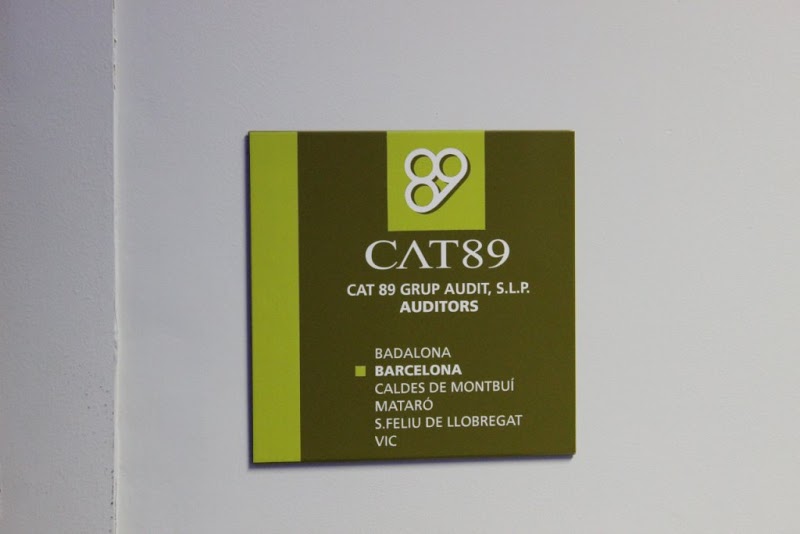 89
CAT89
CAT 89 GRUP AUDIT, S.L.P.
AUDITORS
BADALONA
BARCELONA
CALDES DE MONTBUÍ
MATARÓ
S.FELIU DE LLOBREGAT
VIC